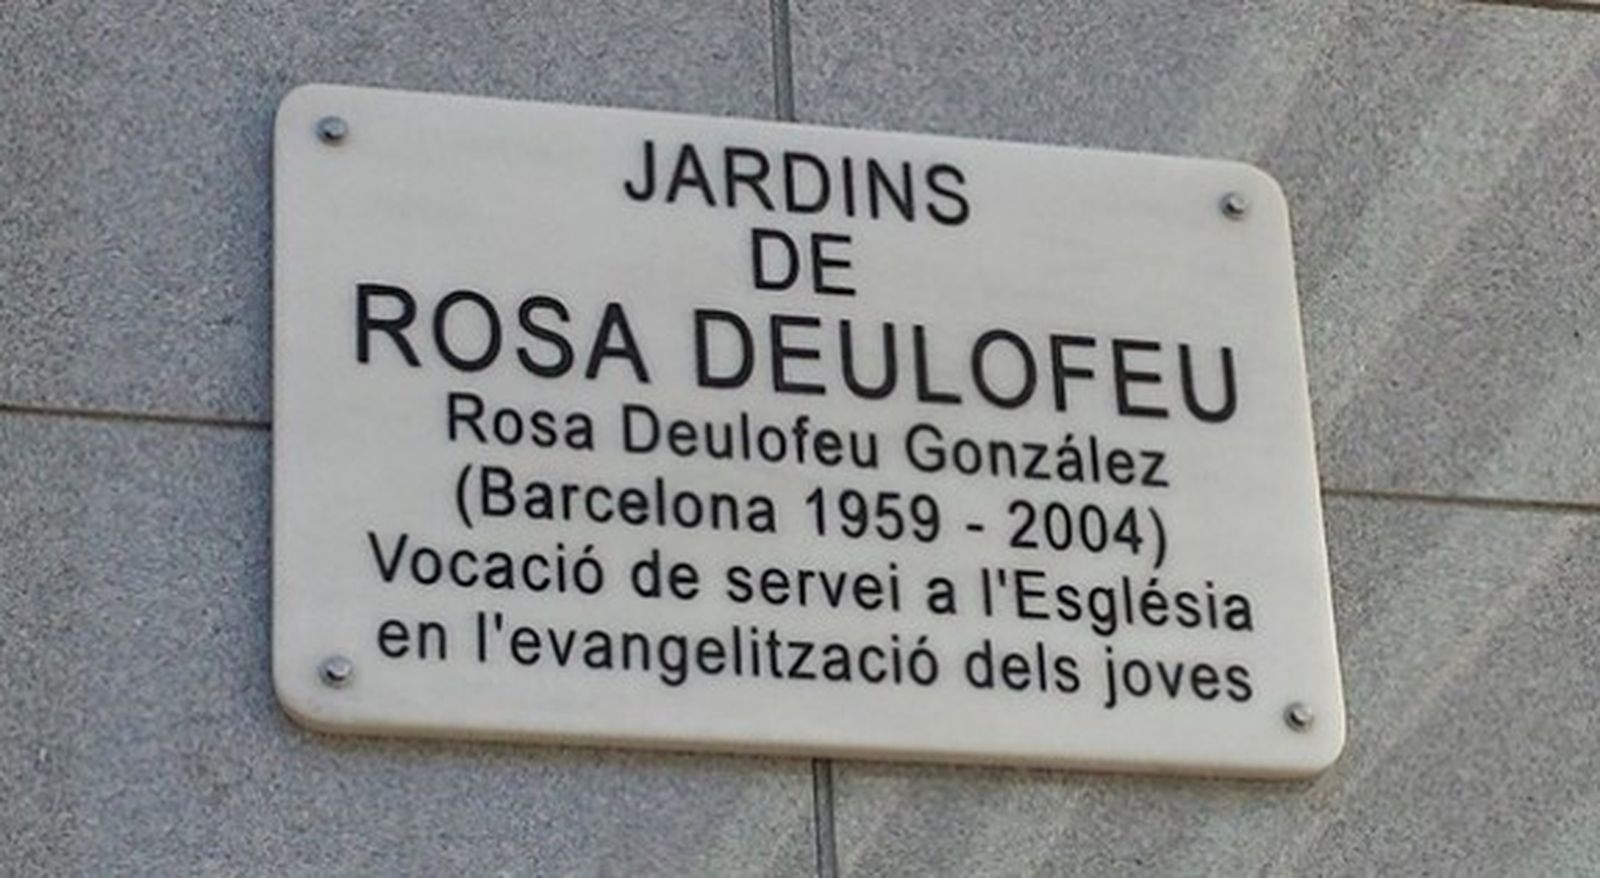 JARDINS
DE
ROSA DEULOFEU
Rosa Deulofeu González
(Barcelona 1959 - 2004)
Vocació de servei a l'Església
en l'evangelització dels joves